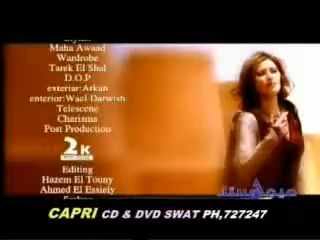 Maha Awaad
Wardrobe
Tarek El Shal
D.O.P
exteriar:Arkan
enterior:Wael Darwish
Telescene
Charisma
Post Production
2K
Editing
Hazem El Touny
Ahmed El Essiely
CAPRI CD & DVD SWAT PH,727247